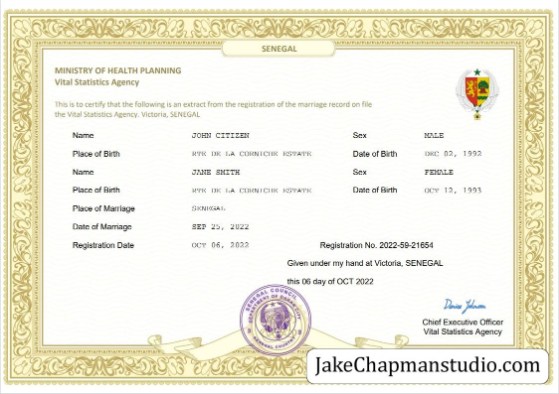 SENEGAL
MINISTRY OF HEALTH PLANNING
Vital Statistics Agency
This is to certify that the following is an extract from the registration of the marriage record on file
the Vital Statistics Agency. Victoria, SENEGAL
Name JOHN CITIZEN Sex MALE
Place of Birth RTE DE LA CORNICHE ESTATE Date of Birth DEC 02, 1992
Name JANE SMITH Sex FEMALE
Place of Birth RTE DE LA CORNICHE ESTATE Date of Birth OCT 12, 1993
Place of Marriage SENEGAL
Date of Marriage SEP 25, 2022
Registration Date OCT 06, 2022 Registration No. 2022-59-21654
Given under my hand at Victoria, SENEGAL
this 06 day of OCT 2022
SENEGAL COUNCIL
Chief Executive Officer
Vital Statistics Agency
JakeChapmanstudio.com